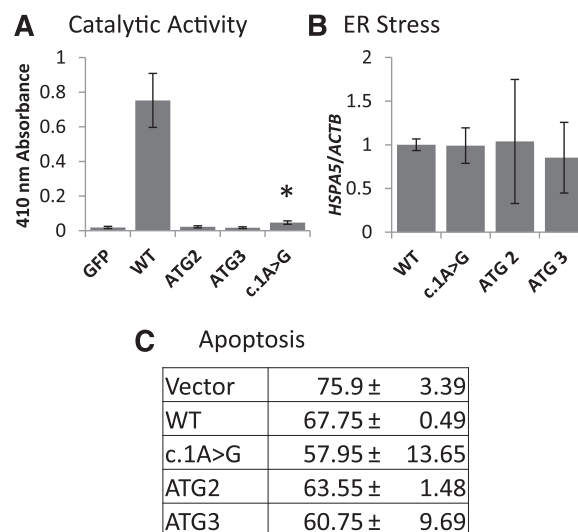 A Catalytic Activity
410 nm Absorbance
1
0.8
0.6
0.4
0.2
0
*
GFP
WT
ATG2
ATG3
c.1A>G
B ER Stress
HSPA5/ACTB
2
1.5
1
0.5
0
WT
c.1A>G
ATG 2
ATG 3
C Apoptosis
Vector 75.9 ± 3.39
WT 67.75 ± 0.49
c.1A>G 57.95 ± 13.65
ATG2 63.55 ± 1.48
ATG3 60.75 ± 9.69